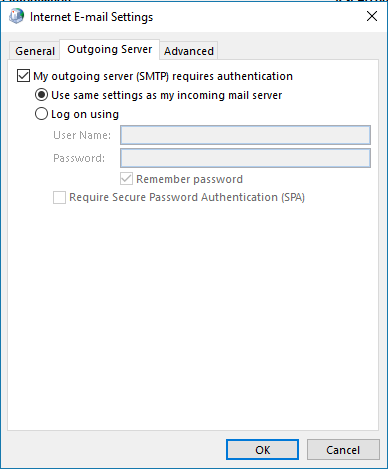 Internet E-mail Settings
General Outgoing Server Advanced
My outgoing server (SMTP) requires authentication
Use same settings as my incoming mail server
Log on using
User Name:
Password:
Remember password
Require Secure Password Authentication (SPA)
OK Cancel